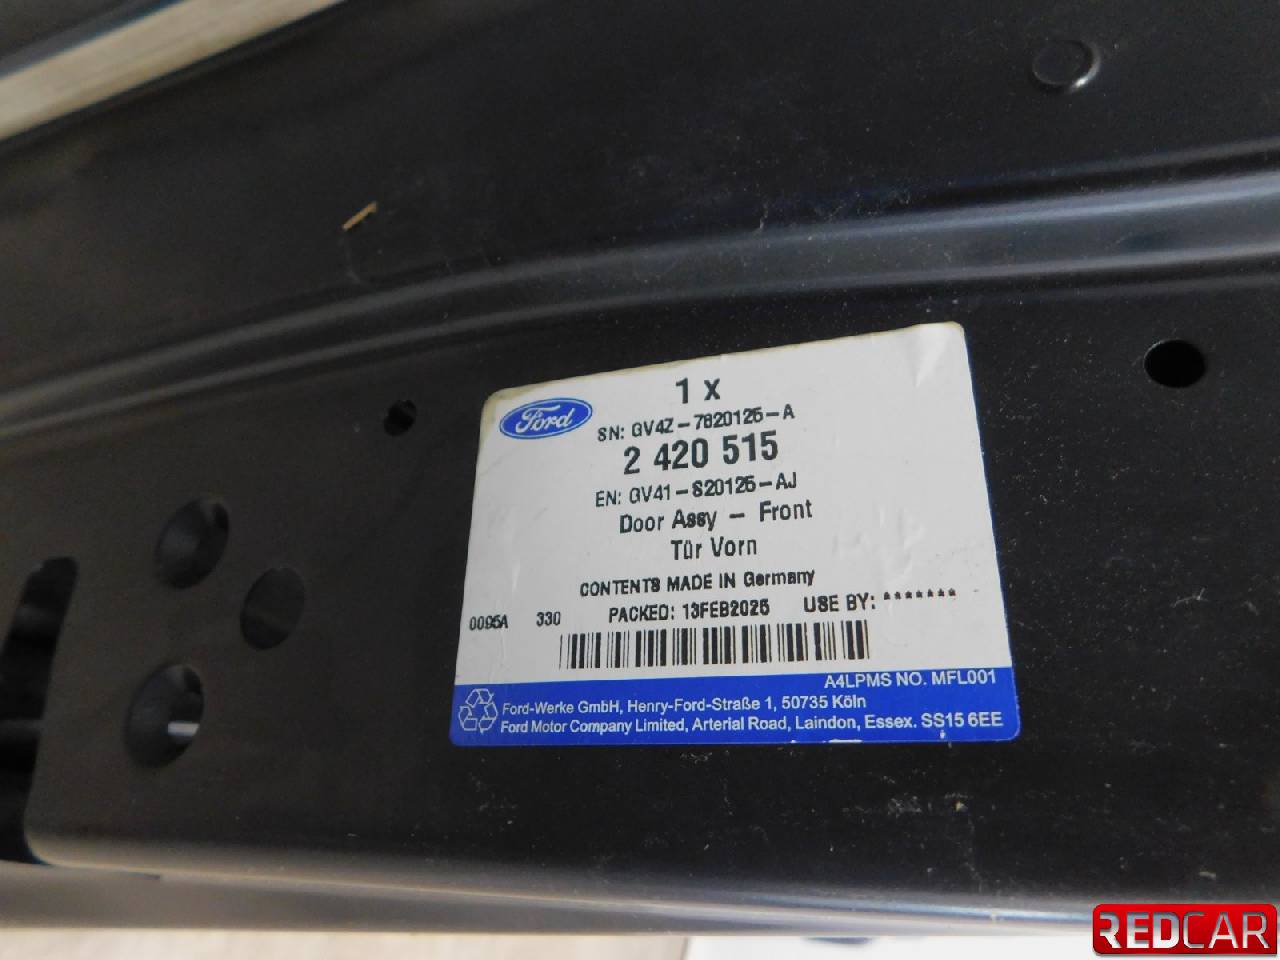 1 x
Ford
SN: GV4Z-7820125-A
2 420 515
EN: GV41-S20125-AJ
Door Assy - Front
Tür Vorn
CONTENTS MADE IN Germany
0095A 330 PACKED: 13FEB2025 USE BY: *******
A4LPMS NO. MFL001
Ford-Werke GmbH, Henry-Ford-Straße 1, 50735 Köln
Ford Motor Company Limited, Arterial Road, Laindon, Essex. SS15 6EE
REDCAR